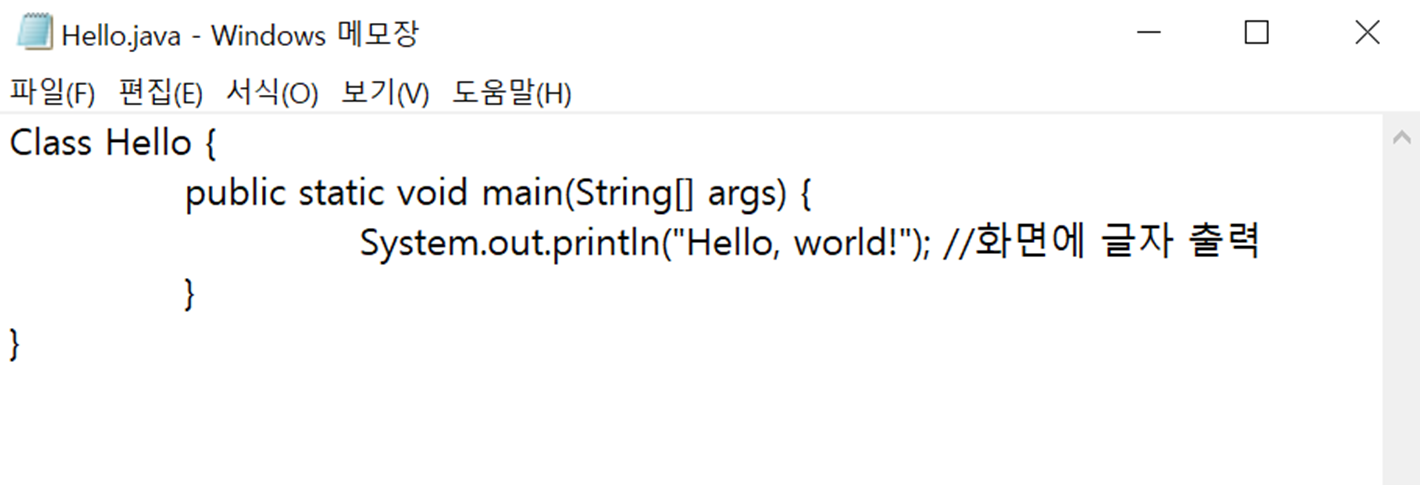 Hello.java - Windows 메모장
파일(F) 편집(E) 서식(O) 보기(V) 도움말(H)
Class Hello {
public static void main(String[] args) {
System.out.println("Hello, world!"); //화면에 글자 출력
}
}